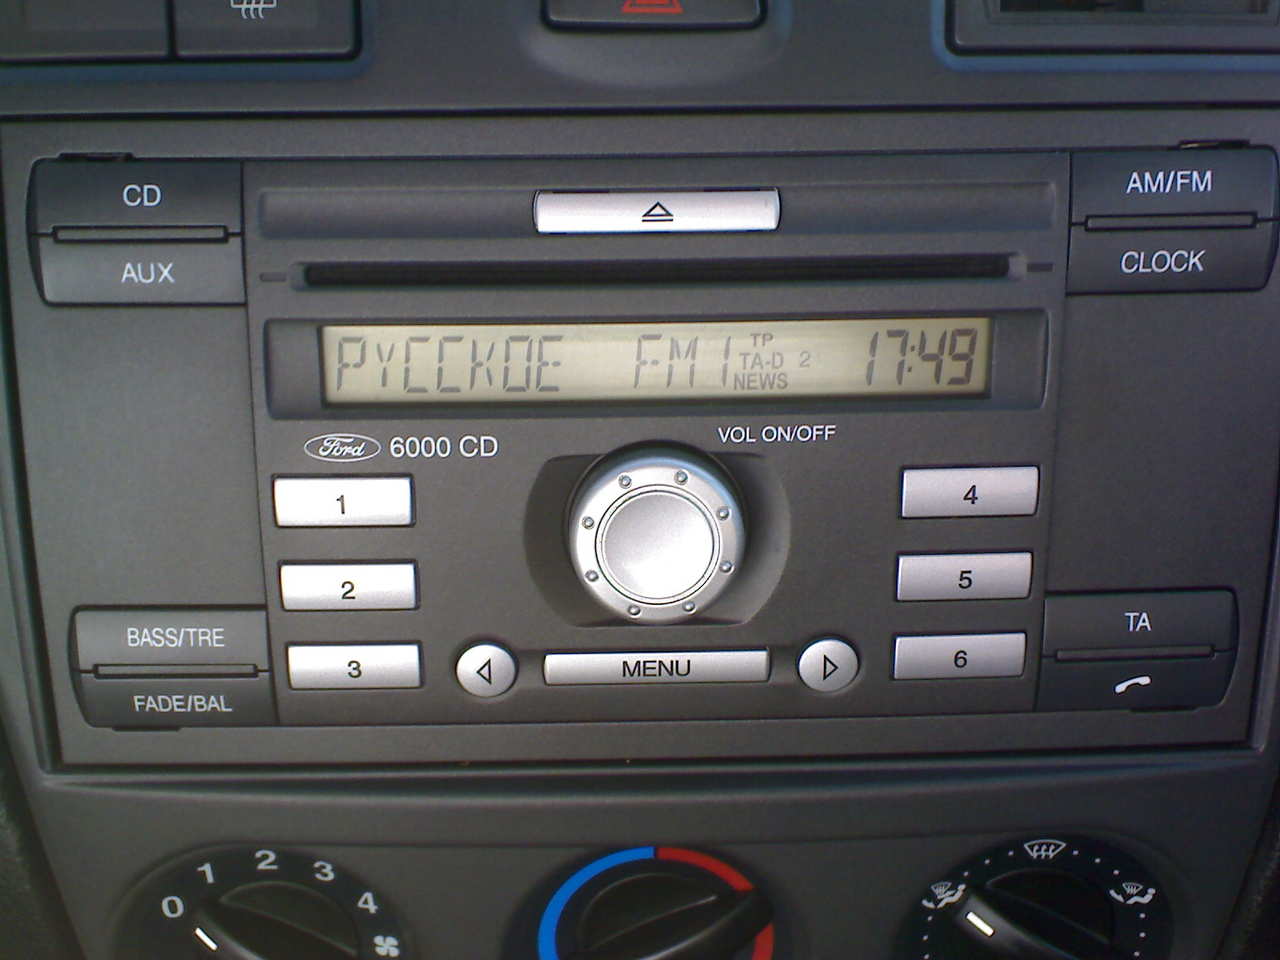 CD
AM/FM
AUX
CLOCK
РУССКОЕ FM1 TP TA-D 2 NEWS 17:49
Ford 6000 CD
VOL ON/OFF
1
4
2
5
BASS/TRE
3
MENU
6
TA
FADE/BAL
0 1 2 3 4